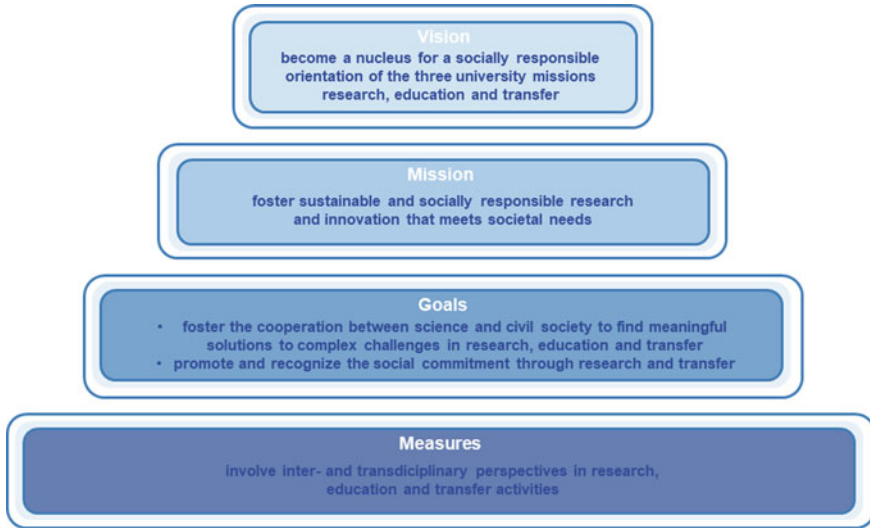 Vision
become a nucleus for a socially responsible
orientation of the three university missions
research, education and transfer
Mission
foster sustainable and socially responsible research
and innovation that meets societal needs
Goals
• foster the cooperation between science and civil society to find meaningful
solutions to complex challenges in research, education and transfer
• promote and recognize the social commitment through research and transfer
Measures
involve inter- and transdiciplinary perspectives in research,
education and transfer activities